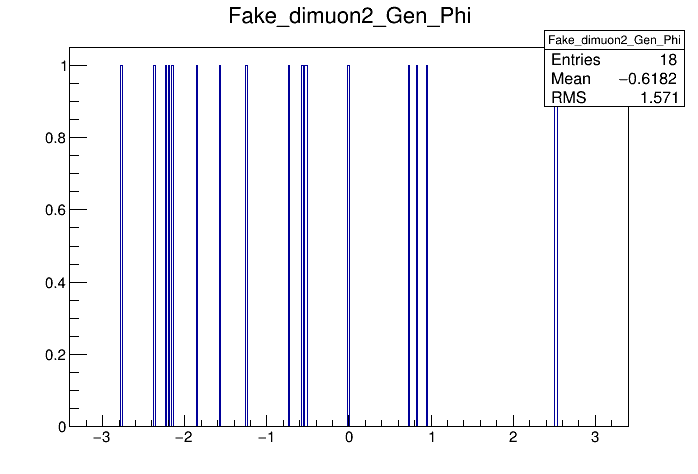 Fake_dimuon2_Gen_Phi
Fake_dimuon2_Gen_Phi
Entries 18
Mean −0.6182
RMS 1.571
1
0.8
0.6
0.4
0.2
0
−3 −2 −1 0 1 2 3